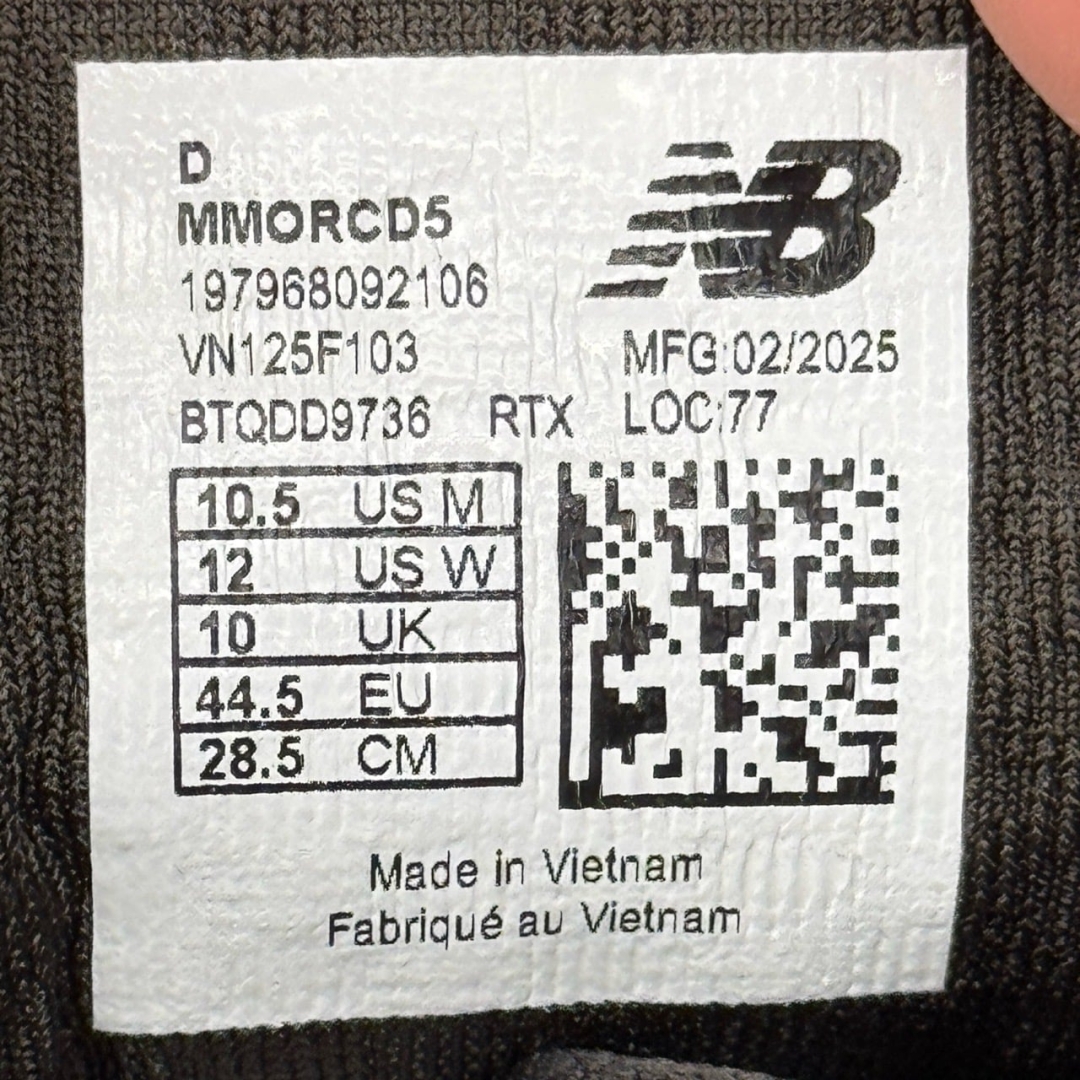 D
NB
MMORCD5
197968092106
VN125F103 MFG:02/2025
BTQDD9736 RTX LOC:77
10.5 US M
12 US W
10 UK
44.5 EU
28.5 CM
Made in Vietnam
Fabriqué au Vietnam